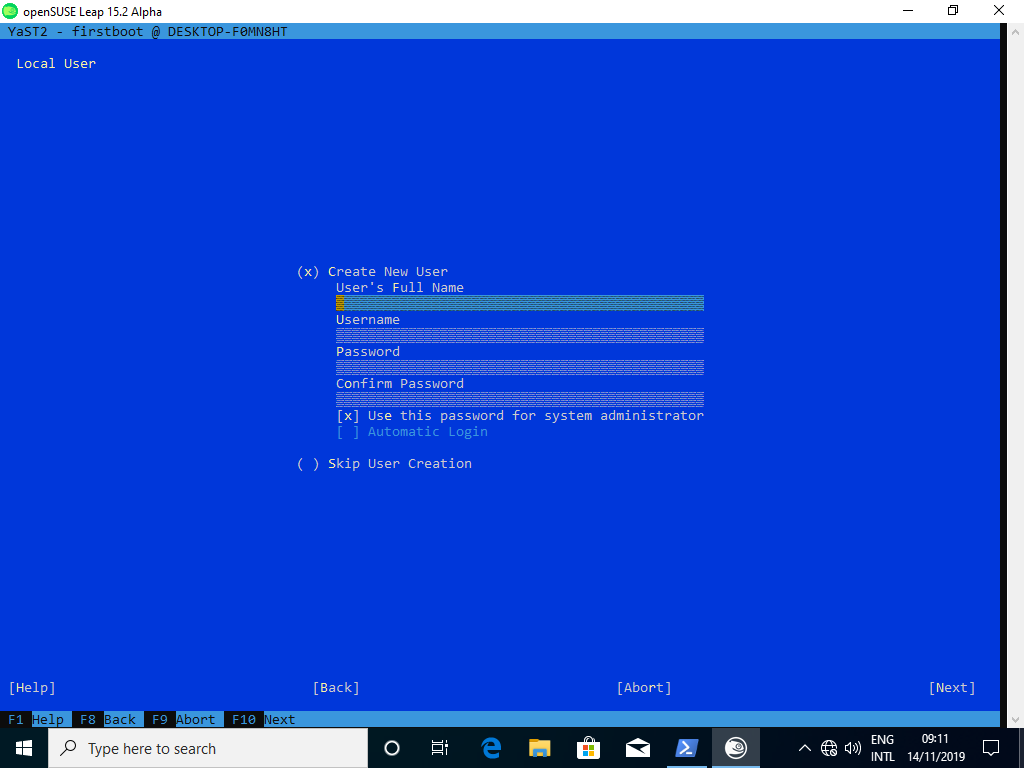 openSUSE Leap 15.2 Alpha
YaST2 - firstboot @ DESKTOP-F0MN8HT
Local User
(x) Create New User
User's Full Name
Username
Password
Confirm Password
[x] Use this password for system administrator
[ ] Automatic Login
( ) Skip User Creation
[Help] [Back] [Abort] [Next]
F1 Help F8 Back F9 Abort F10 Next
Type here to search
ENG
INTL
09:11
14/11/2019